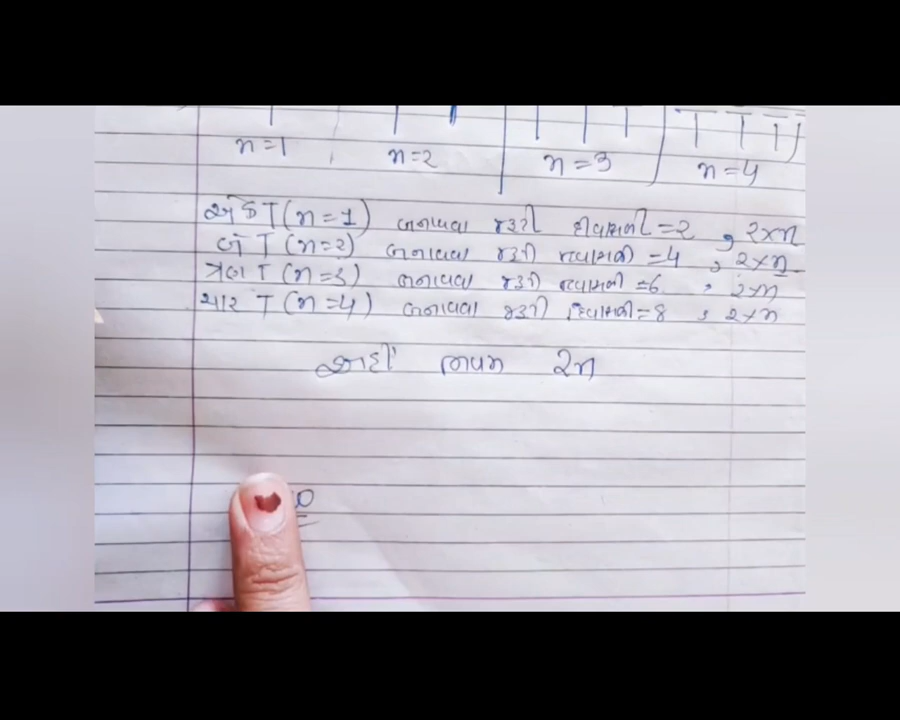 n=1 n=2 n=3 n=4
એક T (n=1) બનાવવા જરૂરી દીવાસળી =2 , 2×n
બે T (n=2) બનાવવા જરૂરી દીવાસળી =4 , 2×n
ત્રણ T (n=3) બનાવવા જરૂરી દીવાસળી =6 , 2×n
ચાર T (n=4) બનાવવા જરૂરી દીવાસળી =8 , 2×n
અહીં નિયમ 2n